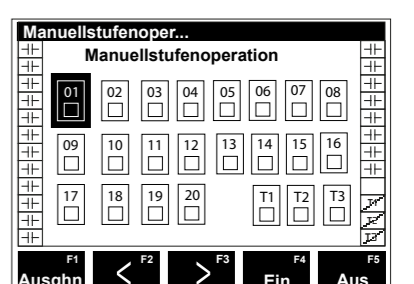 Manuellstufenoper...
Manuellstufenoperation
01 02 03 04 05 06 07 08
09 10 11 12 13 14 15 16
17 18 19 20 T1 T2 T3
F1 F2 F3 F4 F5
Ausghn < > Ein Aus